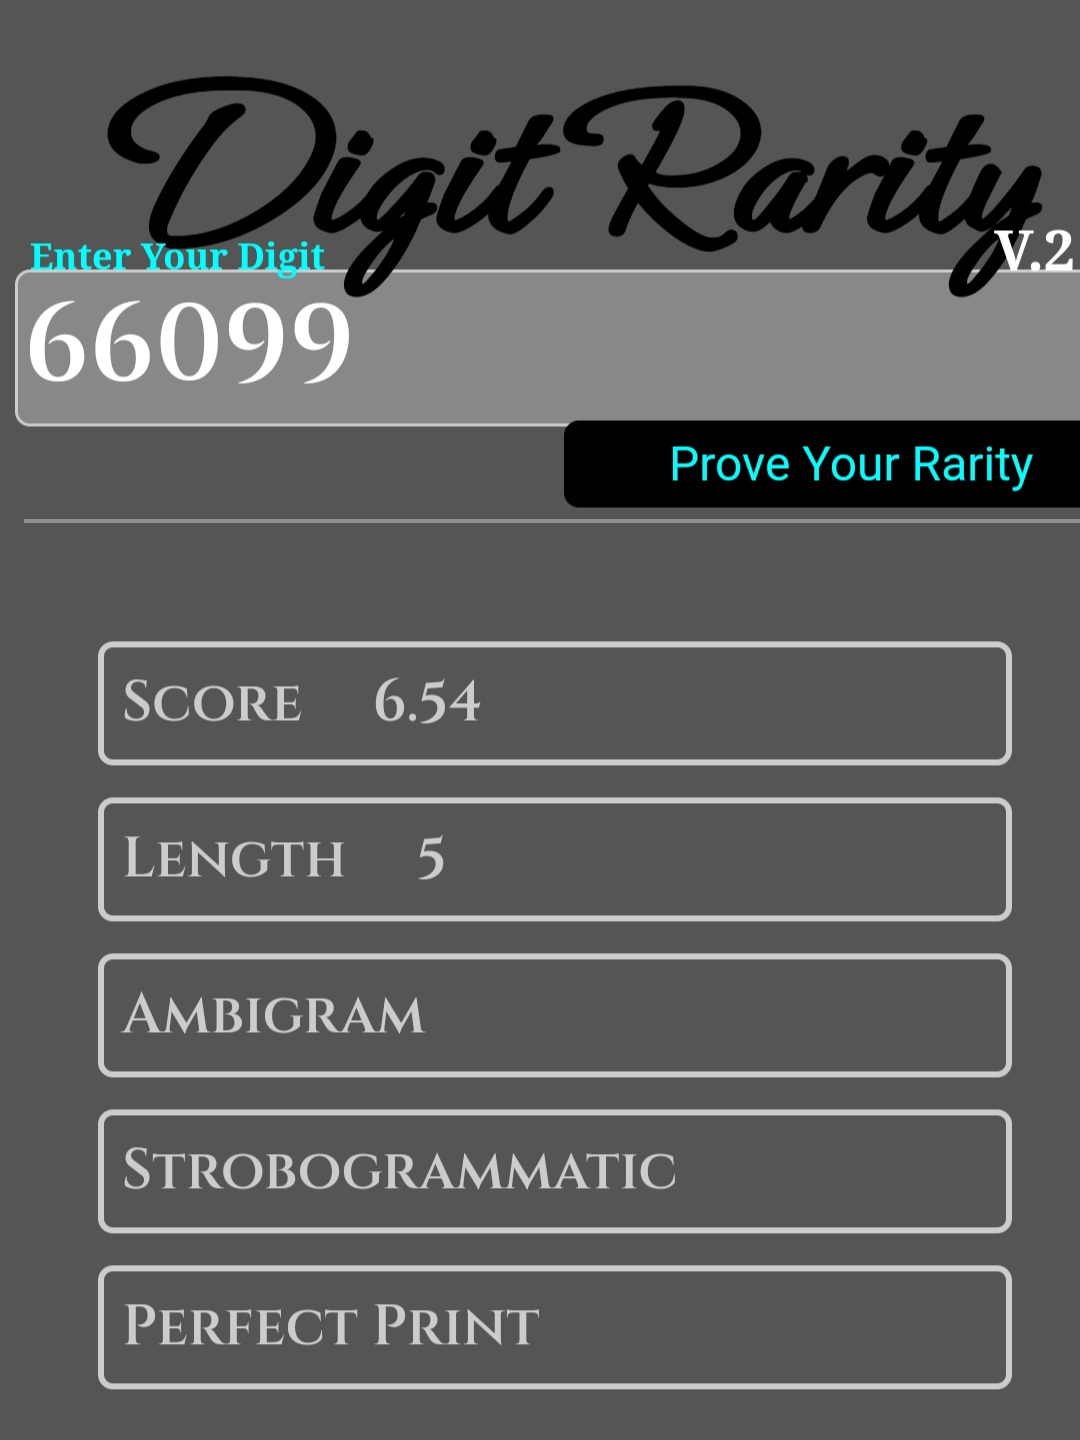 Digit Rarity
Enter Your Digit
V.2
66099
Prove Your Rarity
Score 6.54
Length 5
Ambigram
Strobogrammatic
Perfect Print